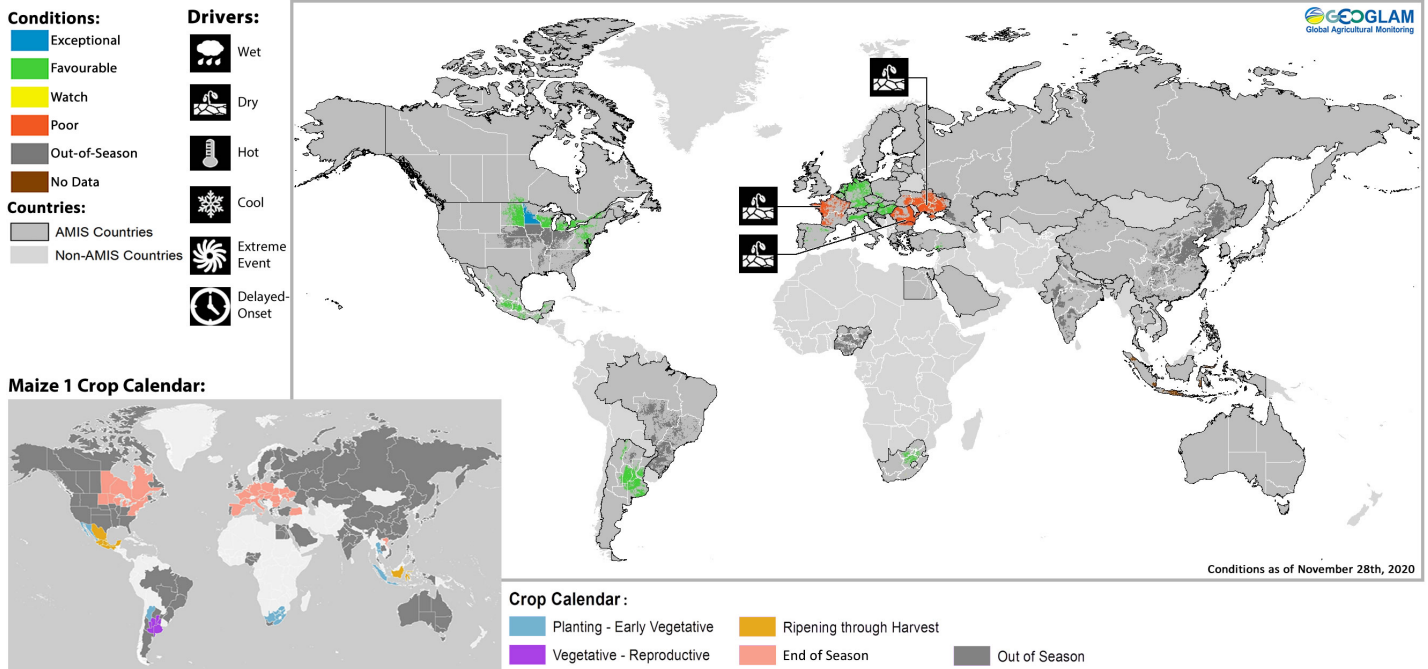 Conditions:
Exceptional
Favourable
Watch
Poor
Out-of-Season
No Data
Countries:
AMIS Countries
Non-AMIS Countries
Drivers:
Wet
Dry
Hot
Cool
Extreme
Event
Delayed-
Onset
GEOGLAM
Global Agricultural Monitoring
Conditions as of November 28th, 2020
Maize 1 Crop Calendar:
Crop Calendar :
Planting - Early Vegetative
Ripening through Harvest
Vegetative - Reproductive
End of Season
Out of Season